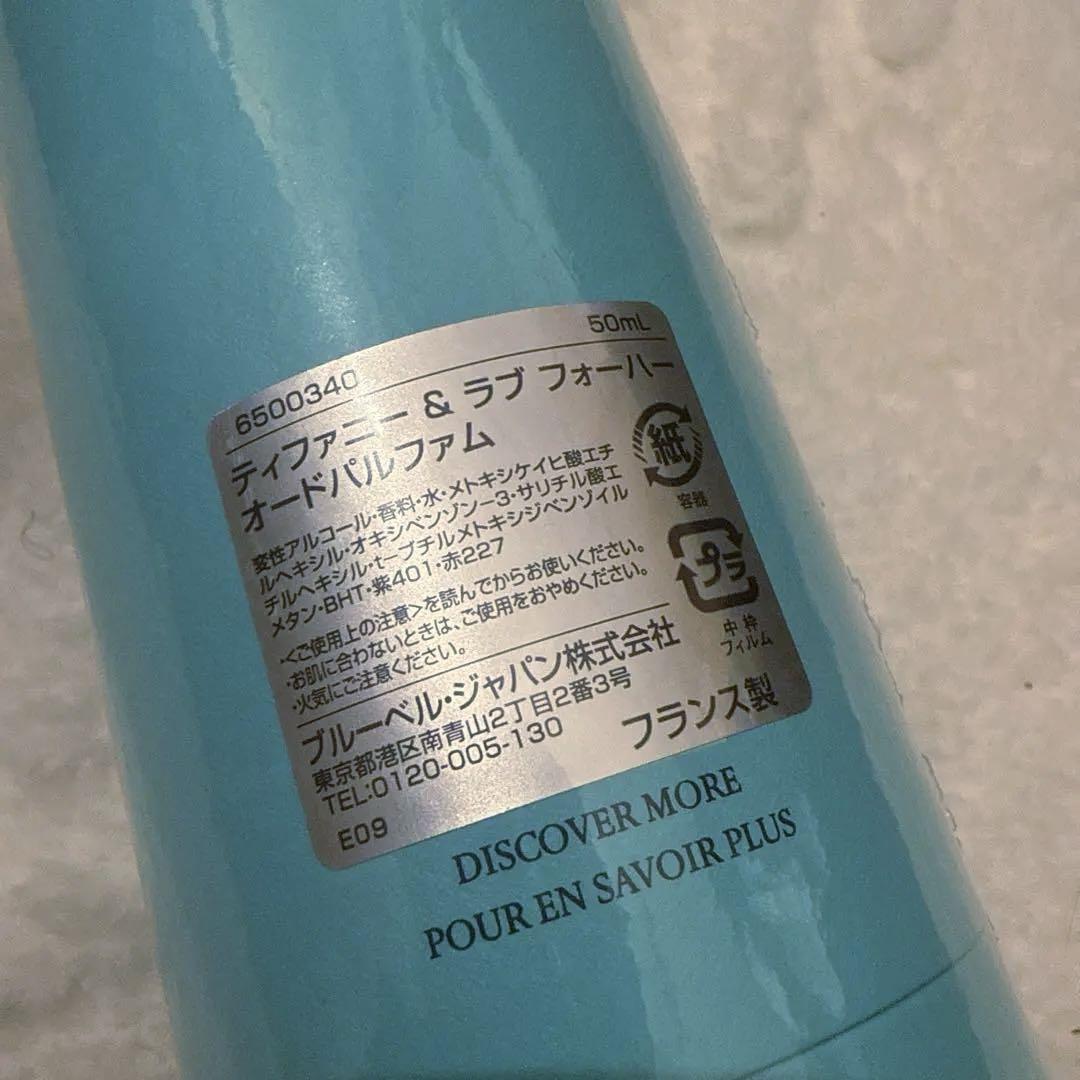 6500340 50mL
ティファニー & ラブ フォーハー
オードパルファム
変性アルコール・香料・水・メトキシケイヒ酸エチ
ルヘキシル・オキシベンゾン-3・サリチル酸エ
チルヘキシル・t-ブチルメトキシジベンゾイル
メタン・BHT・紫401・赤227
・<ご使用上の注意>を読んでからお使いください。
・お肌に合わないときは、ご使用をおやめください。
・火気にご注意ください。
ブルーベル・ジャパン株式会社
東京都港区南青山2丁目2番3号
TEL:0120-005-130
フランス製
E09
紙
容器
プラ
中枠
フィルム
DISCOVER MORE
POUR EN SAVOIR PLUS